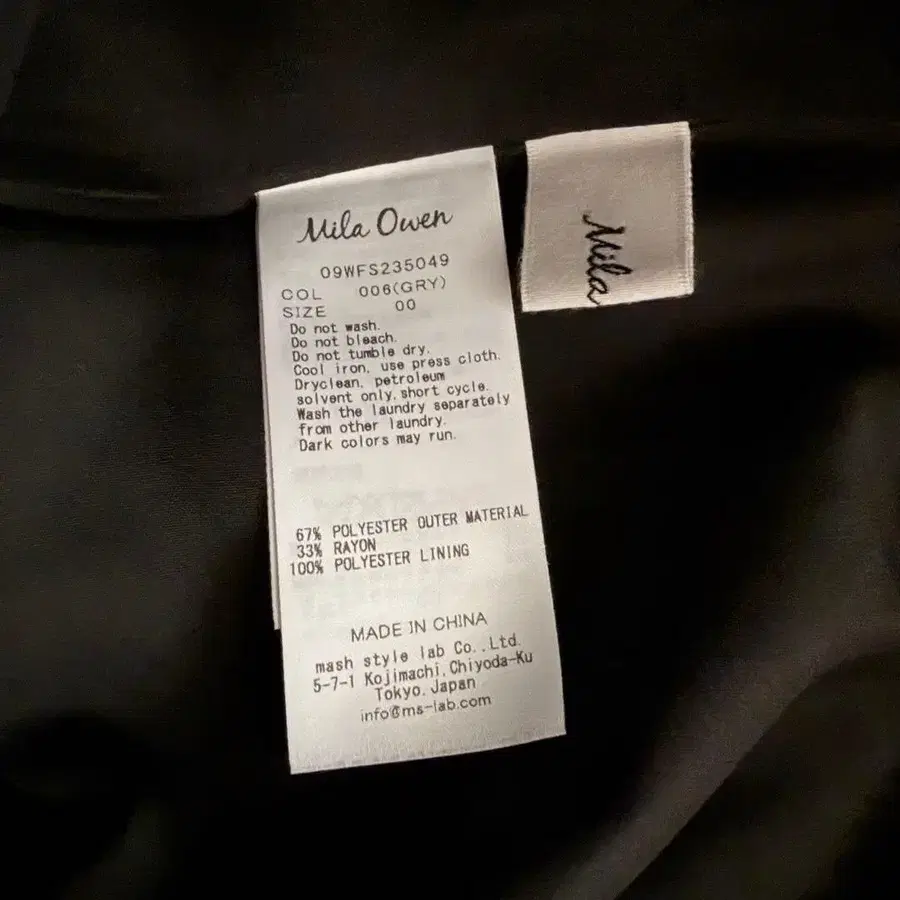 Mila Owen
09WFS235049
COL 006(GRY)
SIZE 00
Do not wash.
Do not bleach.
Do not tumble dry.
Cool iron, use press cloth.
Dryclean, petroleum
solvent only,short cycle.
Wash the laundry separately
from other laundry.
Dark colors may run.
67% POLYESTER OUTER MATERIAL
33% RAYON
100% POLYESTER LINING
MADE IN CHINA
mash style lab Co.,Ltd.
5-7-1 Kojimachi,Chiyoda-Ku
Tokyo,Japan
info@ms-lab.com
Mila